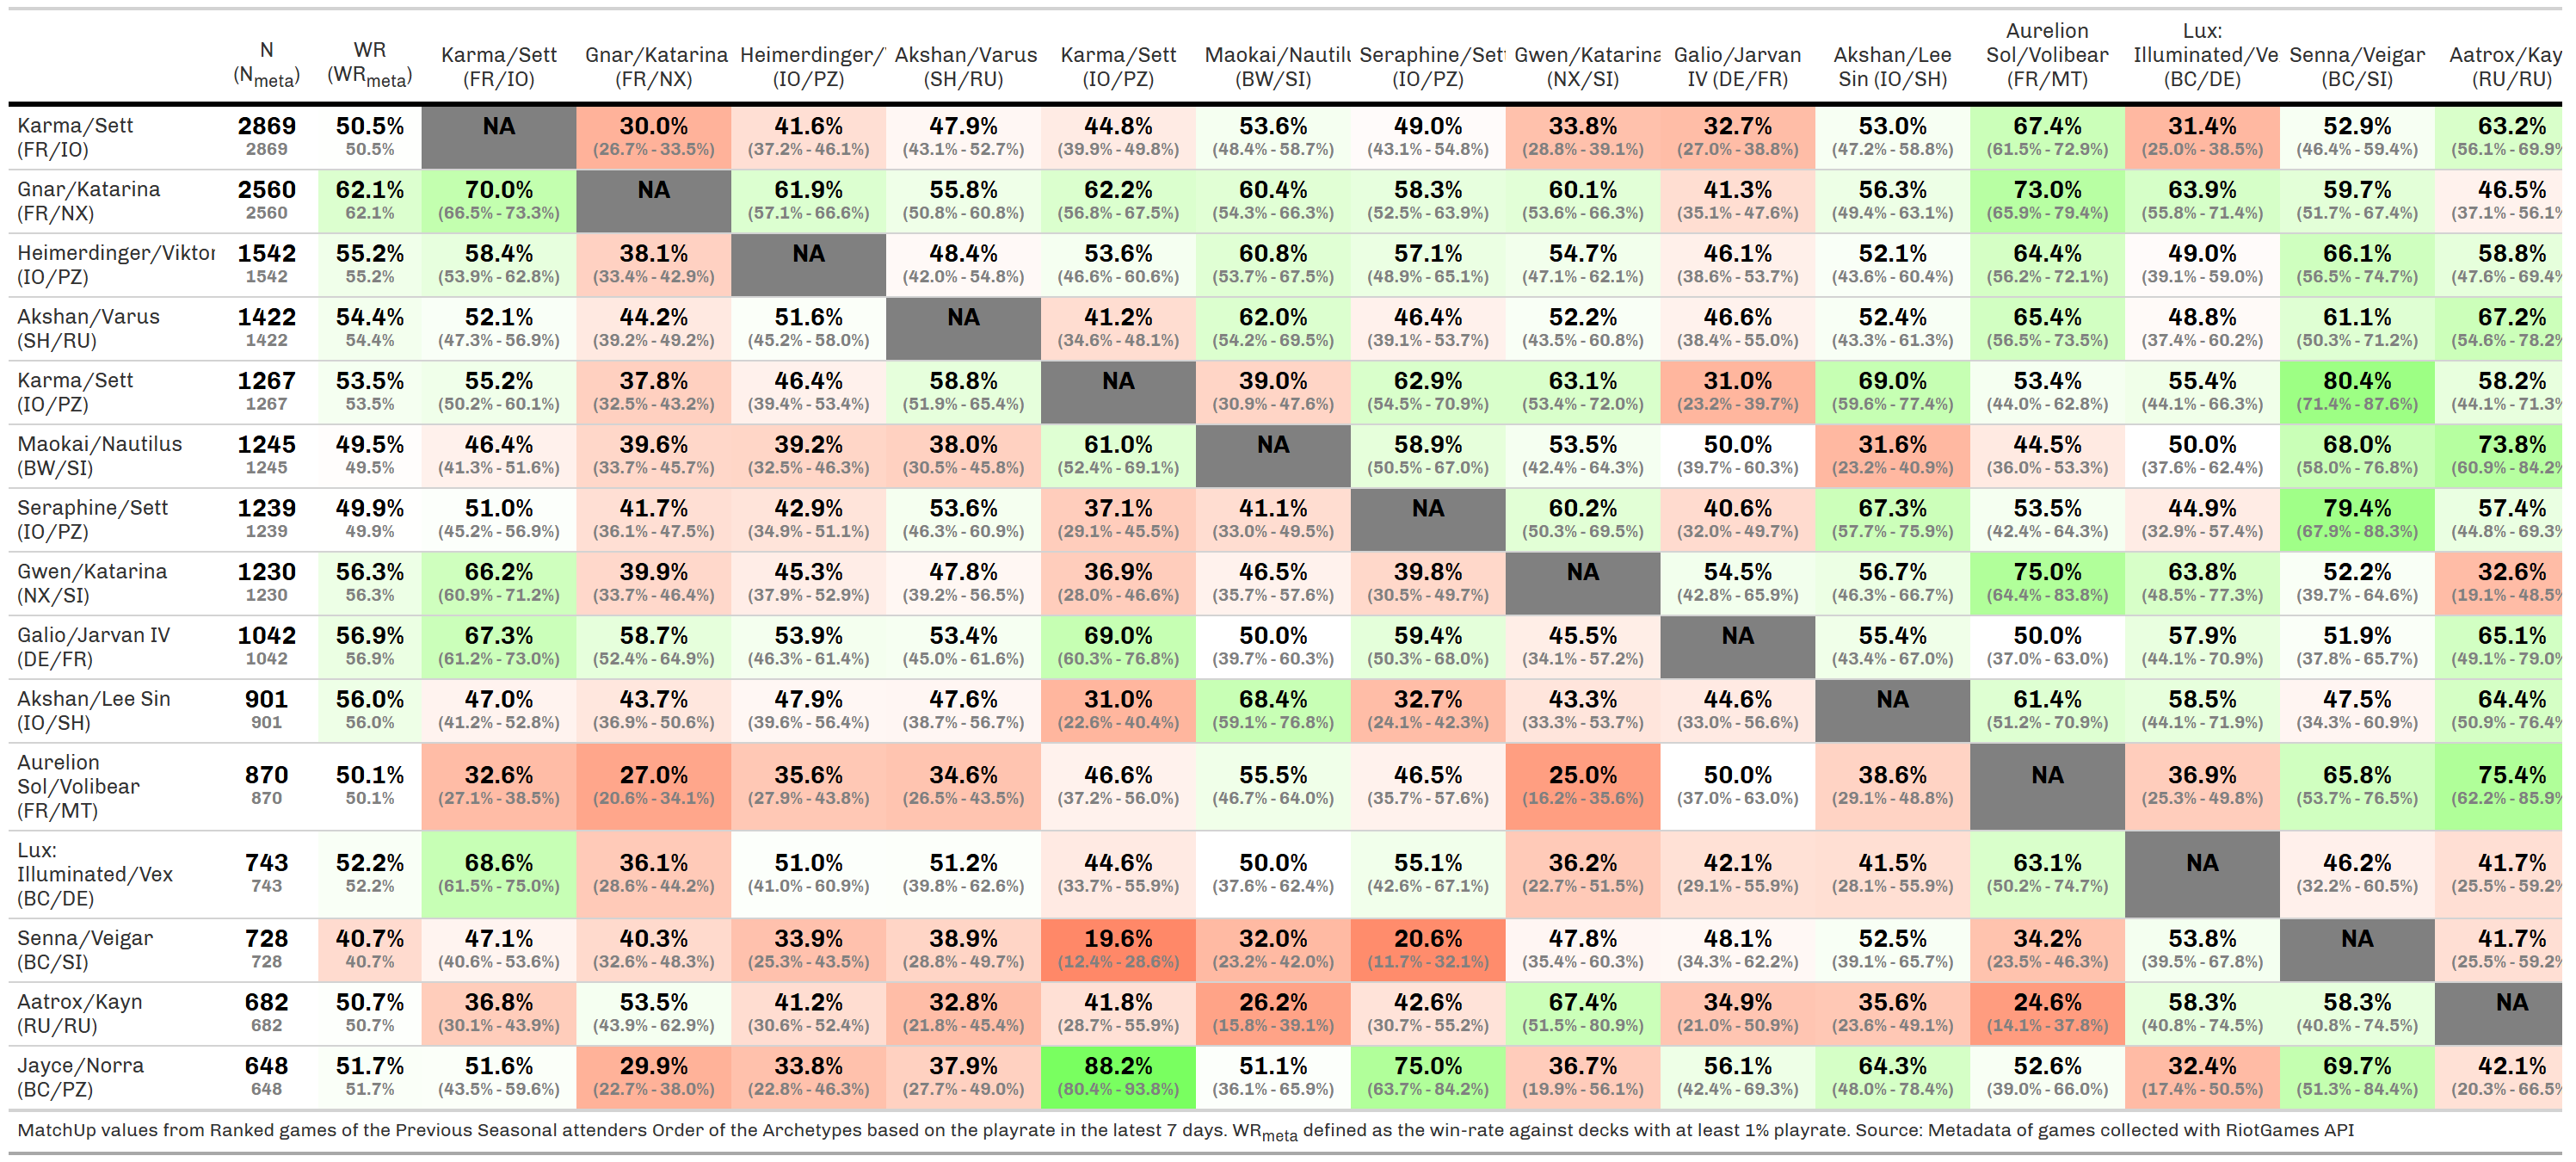 N WR Karma/Sett Gnar/Katarina Heimerdinger/ Akshan/Varus Karma/Sett Maokai/Nautilu Seraphine/Set Gwen/Katarina Galio/Jarvan Akshan/Lee Aurelion Sol/Volibear Lux: Illuminated/Ve Senna/Veigar Aatrox/Kay
(Nmeta) (WRmeta) (FR/IO) (FR/NX) (IO/PZ) (SH/RU) (IO/PZ) (BW/SI) (IO/PZ) (NX/SI) IV (DE/FR) Sin (IO/SH) (FR/MT) (BC/DE) (BC/SI) (RU/RU)
Karma/Sett 2869 50.5% NA 30.0% 41.6% 47.9% 44.8% 53.6% 49.0% 33.8% 32.7% 53.0% 67.4% 31.4% 52.9% 63.2%
(FR/IO) 2869 50.5% (26.7% - 33.5%) (37.2% - 46.1%) (43.1% - 52.7%) (39.9% - 49.8%) (48.4% - 58.7%) (43.1% - 54.8%) (28.8% - 39.1%) (27.0% - 38.8%) (47.2% - 58.8%) (61.5% - 72.9%) (25.0% - 38.5%) (46.4% - 59.4%) (56.1% - 69.9%
Gnar/Katarina 2560 62.1% 70.0% NA 61.9% 55.8% 62.2% 60.4% 58.3% 60.1% 41.3% 56.3% 73.0% 63.9% 59.7% 46.5%
(FR/NX) 2560 62.1% (66.5% - 73.3%) (57.1% - 66.6%) (50.8% - 60.8%) (56.8% - 67.5%) (54.3% - 66.3%) (52.5% - 63.9%) (53.6% - 66.3%) (35.1% - 47.6%) (49.4% - 63.1%) (65.9% - 79.4%) (55.8% - 71.4%) (51.7% - 67.4%) (37.1% - 56.1%
Heimerdinger/Viktor 1542 55.2% 58.4% 38.1% NA 48.4% 53.6% 60.8% 57.1% 54.7% 46.1% 52.1% 64.4% 49.0% 66.1% 58.8%
(IO/PZ) 1542 55.2% (53.9% - 62.8%) (33.4% - 42.9%) (42.0% - 54.8%) (46.6% - 60.6%) (53.7% - 67.5%) (48.9% - 65.1%) (47.1% - 62.1%) (38.6% - 53.7%) (43.6% - 60.4%) (56.2% - 72.1%) (39.1% - 59.0%) (56.5% - 74.7%) (47.6% - 69.4%
Akshan/Varus 1422 54.4% 52.1% 44.2% 51.6% NA 41.2% 62.0% 46.4% 52.2% 46.6% 52.4% 65.4% 48.8% 61.1% 67.2%
(SH/RU) 1422 54.4% (47.3% - 56.9%) (39.2% - 49.2%) (45.2% - 58.0%) (34.6% - 48.1%) (54.2% - 69.5%) (39.1% - 53.7%) (43.5% - 60.8%) (38.4% - 55.0%) (43.3% - 61.3%) (56.5% - 73.5%) (37.4% - 60.2%) (50.3% - 71.2%) (54.6% - 78.2%
Karma/Sett 1267 53.5% 55.2% 37.8% 46.4% 58.8% NA 39.0% 62.9% 63.1% 31.0% 69.0% 53.4% 55.4% 80.4% 58.2%
(IO/PZ) 1267 53.5% (50.2% - 60.1%) (32.5% - 43.2%) (39.4% - 53.4%) (51.9% - 65.4%) (30.9% - 47.6%) (54.5% - 70.9%) (53.4% - 72.0%) (23.2% - 39.7%) (59.6% - 77.4%) (44.0% - 62.8%) (44.1% - 66.3%) (71.4% - 87.6%) (44.1% - 71.3%
Maokai/Nautilus 1245 49.5% 46.4% 39.6% 39.2% 38.0% 61.0% NA 58.9% 53.5% 50.0% 31.6% 44.5% 50.0% 68.0% 73.8%
(BW/SI) 1245 49.5% (41.3% - 51.6%) (33.7% - 45.7%) (32.5% - 46.3%) (30.5% - 45.8%) (52.4% - 69.1%) (50.5% - 67.0%) (42.4% - 64.3%) (39.7% - 60.3%) (23.2% - 40.9%) (36.0% - 53.3%) (37.6% - 62.4%) (58.0% - 76.8%) (60.9% - 84.2%
Seraphine/Sett 1239 49.9% 51.0% 41.7% 42.9% 53.6% 37.1% 41.1% NA 60.2% 40.6% 67.3% 53.5% 44.9% 79.4% 57.4%
(IO/PZ) 1239 49.9% (45.2% - 56.9%) (36.1% - 47.5%) (34.9% - 51.1%) (46.3% - 60.9%) (29.1% - 45.5%) (33.0% - 49.5%) (50.3% - 69.5%) (32.0% - 49.7%) (57.7% - 75.9%) (42.4% - 64.3%) (32.9% - 57.4%) (67.9% - 88.3%) (44.8% - 69.3%
Gwen/Katarina 1230 56.3% 66.2% 39.9% 45.3% 47.8% 36.9% 46.5% 39.8% NA 54.5% 56.7% 75.0% 63.8% 52.2% 32.6%
(NX/SI) 1230 56.3% (60.9% - 71.2%) (33.7% - 46.4%) (37.9% - 52.9%) (39.2% - 56.5%) (28.0% - 46.6%) (35.7% - 57.6%) (30.5% - 49.7%) (42.8% - 65.9%) (46.3% - 66.7%) (64.4% - 83.8%) (48.5% - 77.3%) (39.7% - 64.6%) (19.1% - 48.5%
Galio/Jarvan IV 1042 56.9% 67.3% 58.7% 53.9% 53.4% 69.0% 50.0% 59.4% 45.5% NA 55.4% 50.0% 57.9% 51.9% 65.1%
(DE/FR) 1042 56.9% (61.2% - 73.0%) (52.4% - 64.9%) (46.3% - 61.4%) (45.0% - 61.6%) (60.3% - 76.8%) (39.7% - 60.3%) (50.3% - 68.0%) (34.1% - 57.2%) (43.4% - 67.0%) (37.0% - 63.0%) (44.1% - 70.9%) (37.8% - 65.7%) (49.1% - 79.0%
Akshan/Lee Sin 901 56.0% 47.0% 43.7% 47.9% 47.6% 31.0% 68.4% 32.7% 43.3% 44.6% NA 61.4% 58.5% 47.5% 64.4%
(IO/SH) 901 56.0% (41.2% - 52.8%) (36.9% - 50.6%) (39.6% - 56.4%) (38.7% - 56.7%) (22.6% - 40.4%) (59.1% - 76.8%) (24.1% - 42.3%) (33.3% - 53.7%) (33.0% - 56.6%) (51.2% - 70.9%) (44.1% - 71.9%) (34.3% - 60.9%) (50.9% - 76.4%
Aurelion
Sol/Volibear 870 50.1% 32.6% 27.0% 35.6% 34.6% 46.6% 55.5% 46.5% 25.0% 50.0% 38.6% NA 36.9% 65.8% 75.4%
(FR/MT) 870 50.1% (27.1% - 38.5%) (20.6% - 34.1%) (27.9% - 43.8%) (26.5% - 43.5%) (37.2% - 56.0%) (46.7% - 64.0%) (35.7% - 57.6%) (16.2% - 35.6%) (37.0% - 63.0%) (29.1% - 48.8%) (25.3% - 49.8%) (53.7% - 76.5%) (62.2% - 85.9%
Lux:
Illuminated/Vex 743 52.2% 68.6% 36.1% 51.0% 51.2% 44.6% 50.0% 55.1% 36.2% 42.1% 41.5% 63.1% NA 46.2% 41.7%
(BC/DE) 743 52.2% (61.5% - 75.0%) (28.6% - 44.2%) (41.0% - 60.9%) (39.8% - 62.6%) (33.7% - 55.9%) (37.6% - 62.4%) (42.6% - 67.1%) (22.7% - 51.5%) (29.1% - 55.9%) (28.1% - 55.9%) (50.2% - 74.7%) (32.2% - 60.5%) (25.5% - 59.2%
Senna/Veigar 728 40.7% 47.1% 40.3% 33.9% 38.9% 19.6% 32.0% 20.6% 47.8% 48.1% 52.5% 34.2% 53.8% NA 41.7%
(BC/SI) 728 40.7% (40.6% - 53.6%) (32.6% - 48.3%) (25.3% - 43.5%) (28.8% - 49.7%) (12.4% - 28.6%) (23.2% - 42.0%) (11.7% - 32.1%) (35.4% - 60.3%) (34.3% - 62.2%) (39.1% - 65.7%) (23.5% - 46.3%) (39.5% - 67.8%) (25.5% - 59.2%
Aatrox/Kayn 682 50.7% 36.8% 53.5% 41.2% 32.8% 41.8% 26.2% 42.6% 67.4% 34.9% 35.6% 24.6% 58.3% 58.3% NA
(RU/RU) 682 50.7% (30.1% - 43.9%) (43.9% - 62.9%) (30.6% - 52.4%) (21.8% - 45.4%) (28.7% - 55.9%) (15.8% - 39.1%) (30.7% - 55.2%) (51.5% - 80.9%) (21.0% - 50.9%) (23.6% - 49.1%) (14.1% - 37.8%) (40.8% - 74.5%) (40.8% - 74.5%)
Jayce/Norra 648 51.7% 51.6% 29.9% 33.8% 37.9% 88.2% 51.1% 75.0% 36.7% 56.1% 64.3% 52.6% 32.4% 69.7% 42.1%
(BC/PZ) 648 51.7% (43.5% - 59.6%) (22.7% - 38.0%) (22.8% - 46.3%) (27.7% - 49.0%) (80.4% - 93.8%) (36.1% - 65.9%) (63.7% - 84.2%) (19.9% - 56.1%) (42.4% - 69.3%) (48.0% - 78.4%) (39.0% - 66.0%) (17.4% - 50.5%) (51.3% - 84.4%) (20.3% - 66.5%
MatchUp values from Ranked games of the Previous Seasonal attenders Order of the Archetypes based on the playrate in the latest 7 days. WRmeta defined as the win-rate against decks with at least 1% playrate. Source: Metadata of games collected with RiotGames API